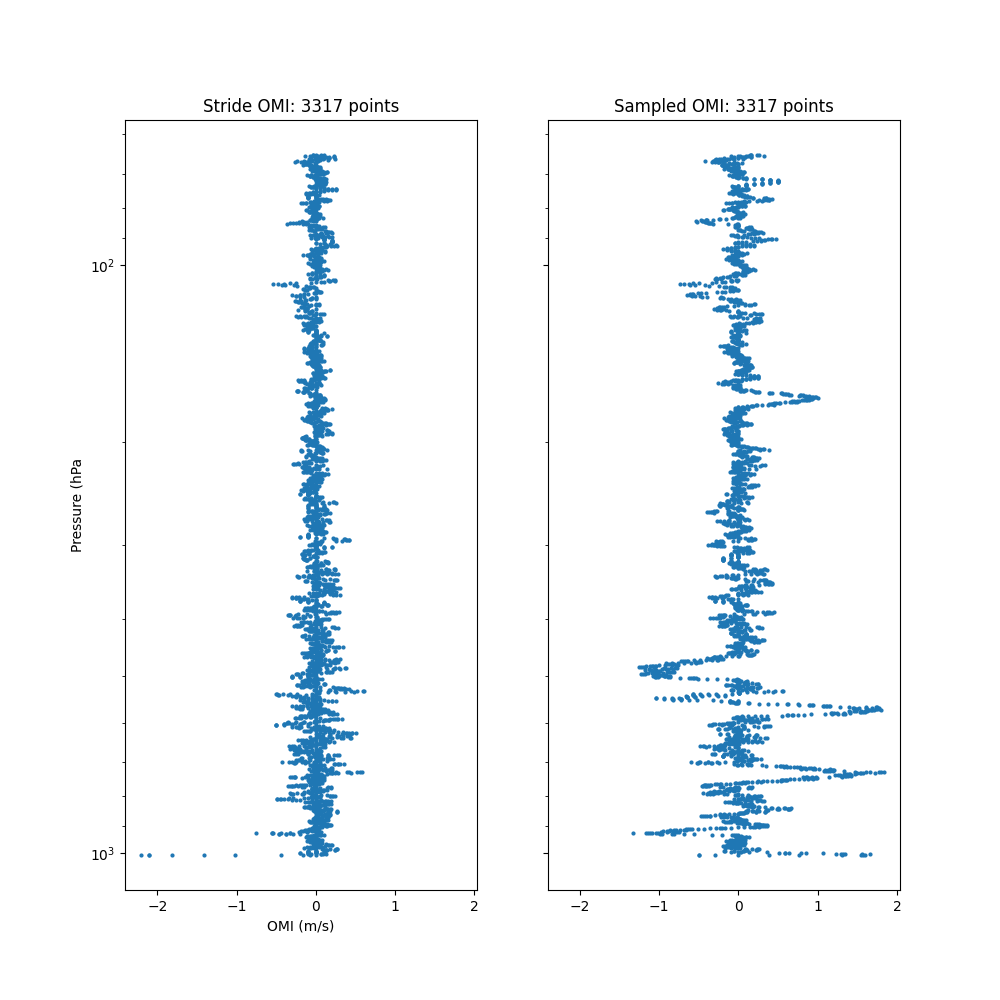 Stride OMI: 3317 points
Sampled OMI: 3317 points
10²
10³
Pressure (hPa
−2 −1 0 1 2
−2 −1 0 1 2
OMI (m/s)